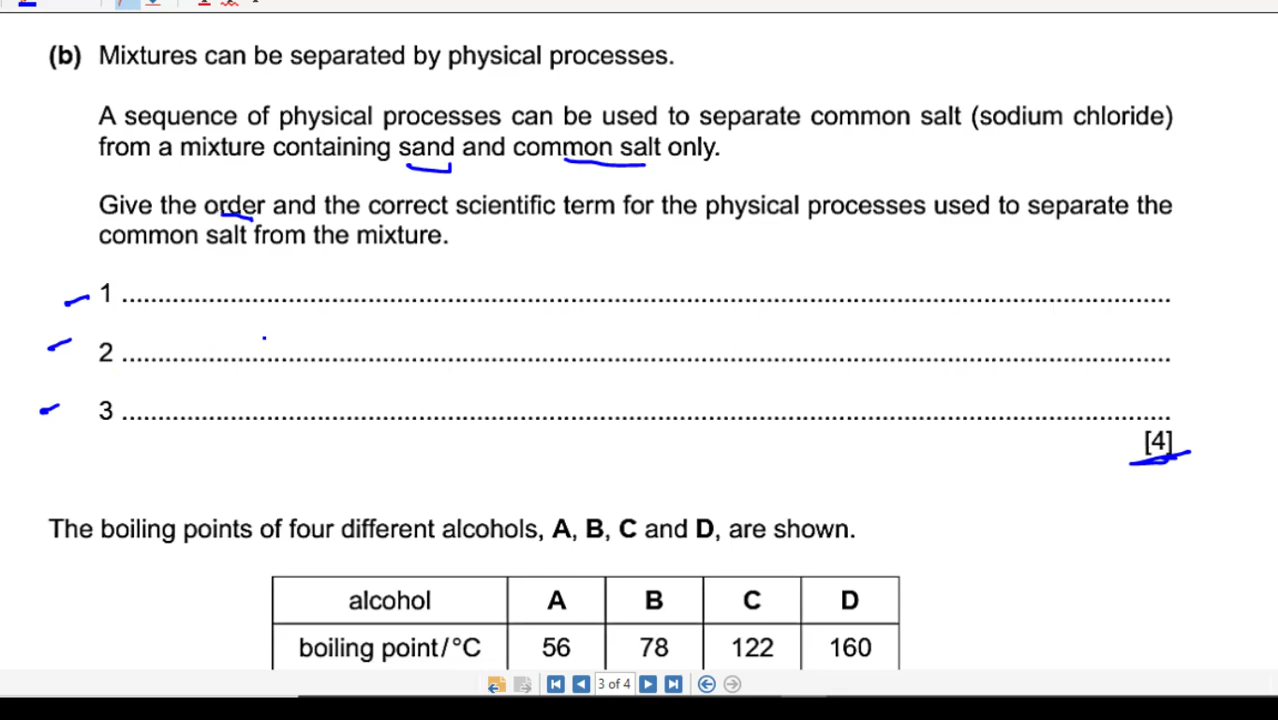 (b) Mixtures can be separated by physical processes.
A sequence of physical processes can be used to separate common salt (sodium chloride)
from a mixture containing sand and common salt only.
Give the order and the correct scientific term for the physical processes used to separate the
common salt from the mixture.
1 ................................................................
2 ................................................................
3 ................................................................
[4]
The boiling points of four different alcohols, A, B, C and D, are shown.
alcohol A B C D
boiling point/°C 56 78 122 160
3 of 4